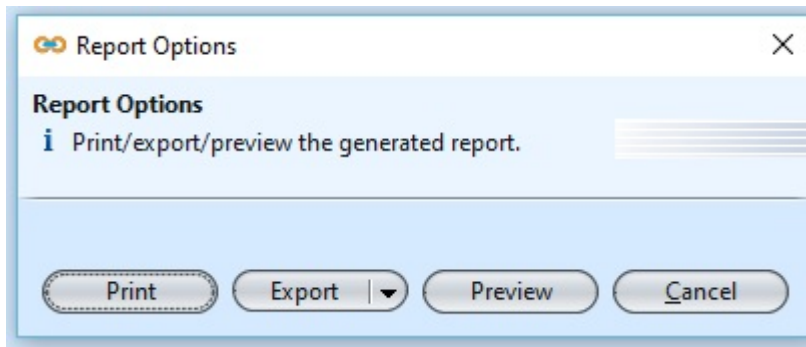 Report Options
Report Options
i Print/export/preview the generated report.
Print Export Preview Cancel